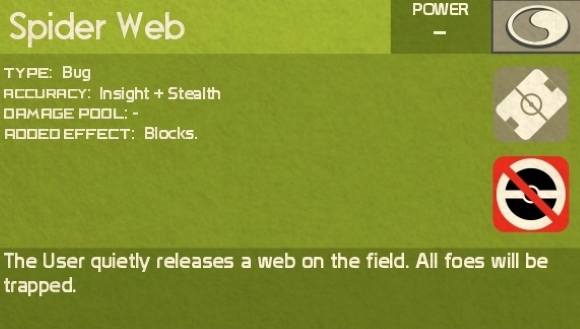 Spider Web
POWER
–
TYPE: Bug
ACCURACY: Insight + Stealth
DAMAGE POOL: -
ADDED EFFECT: Blocks.
The User quietly releases a web on the field. All foes will be
trapped.